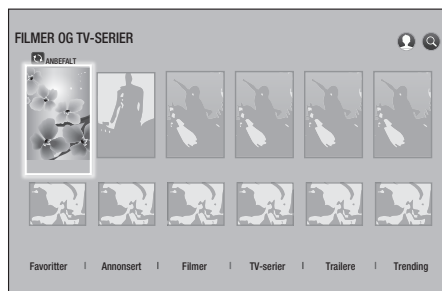 FILMER OG TV-SERIER
ANBEFALT
Favoritter | Annonsert | Filmer | TV-serier | Trailere | Trending